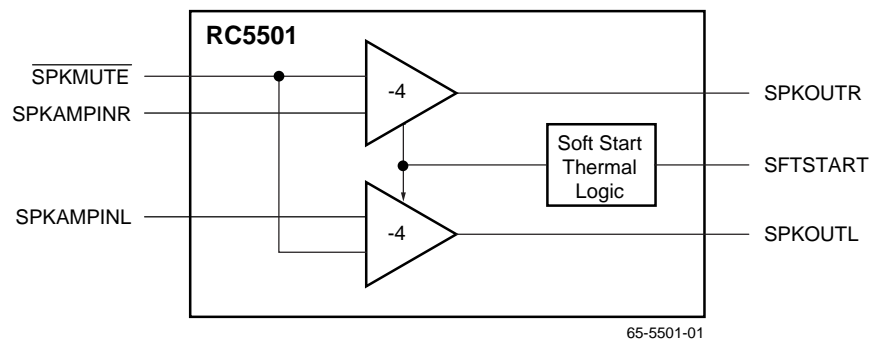 RC5501
SPKMUTE
-4
SPKOUTR
SPKAMPINR
Soft Start
Thermal
Logic
SFTSTART
SPKAMPINL
-4
SPKOUTL
65-5501-01